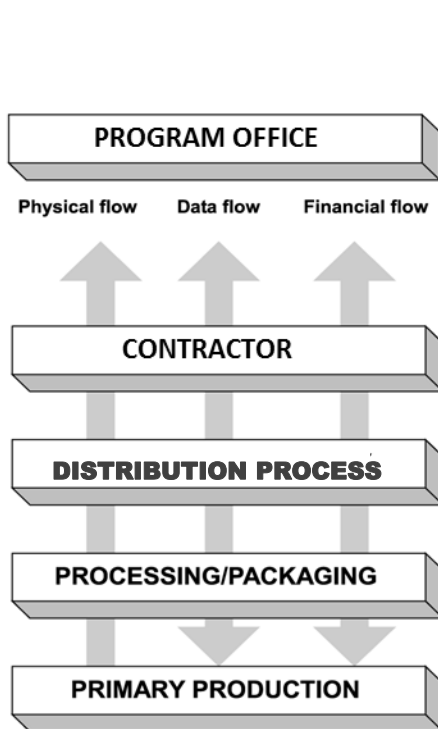 PROGRAM OFFICE
Physical flow Data flow Financial flow
CONTRACTOR
DISTRIBUTION PROCESS
PROCESSING/PACKAGING
PRIMARY PRODUCTION